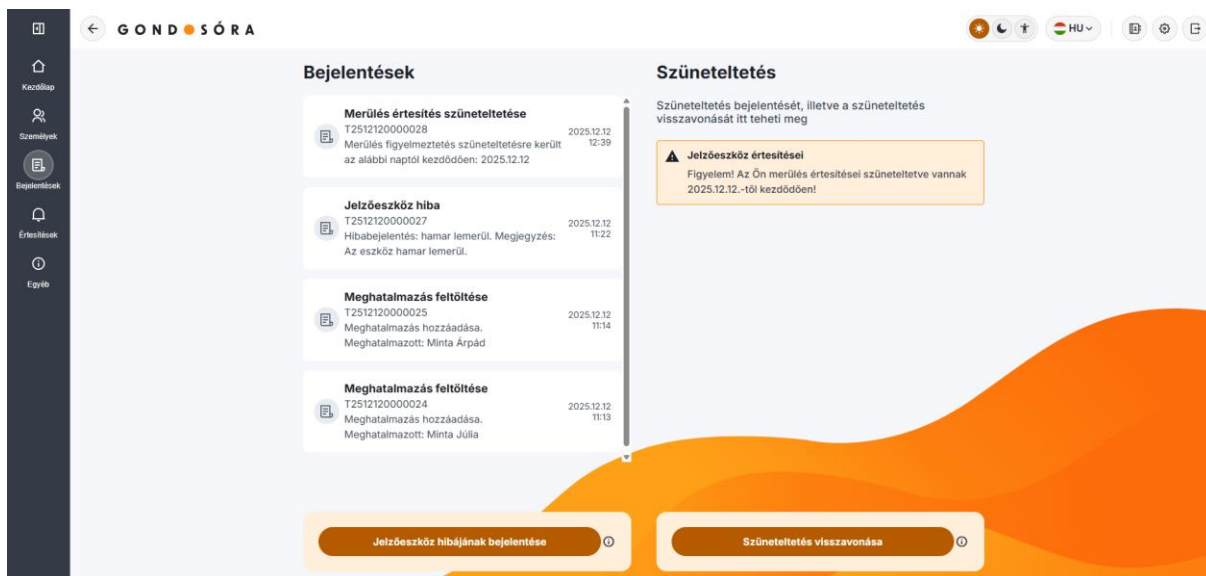 GONDOSÓRA
HU
Kezdőlap
Személyek
Bejelentések
Értesítések
Egyéb
Bejelentések
Merülés értesítés szüneteltetése
T2512120000028
2025.12.12
12:39
Merülés figyelmeztetés szüneteltetésre került
az alábbi naptól kezdődően: 2025.12.12
Jelzőeszköz hiba
T2512120000027
2025.12.12
11:22
Hibabejelentés: hamar lemerül. Megjegyzés:
Az eszköz hamar lemerül.
Meghatalmazás feltöltése
T2512120000025
2025.12.12
11:14
Meghatalmazás hozzáadása.
Meghatalmazott: Minta Árpád
Meghatalmazás feltöltése
T2512120000024
2025.12.12
11:13
Meghatalmazás hozzáadása.
Meghatalmazott: Minta Júlia
Jelzőeszköz hibájának bejelentése
Szüneteltetés
Szüneteltetés bejelentését, illetve a szüneteltetés
visszavonását itt teheti meg
Jelzőeszköz értesítései
Figyelem! Az Ön merülés értesítései szüneteltetve vannak
2025.12.12.-től kezdődően!
Szüneteltetés visszavonása